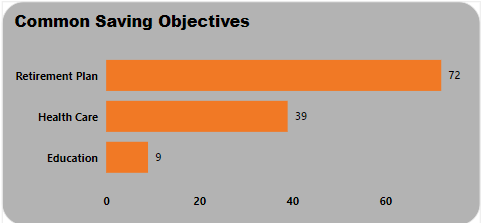 Common Saving Objectives
Retirement Plan 72
Health Care 39
Education 9
0 20 40 60